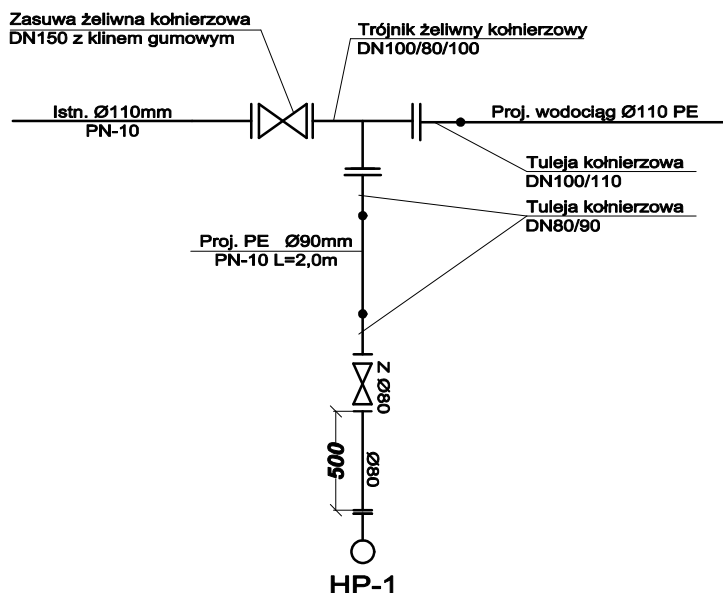 Zasuwa żeliwna kołnierzowa
DN150 z klinem gumowym
Trójnik żeliwny kołnierzowy
DN100/80/100
Istn. Ø110mm
PN-10
Proj. wodociąg Ø110 PE
Tuleja kołnierzowa
DN100/110
Tuleja kołnierzowa
DN80/90
Proj. PE Ø90mm
PN-10 L=2,0m
Z Ø80
500
Ø80
HP-1